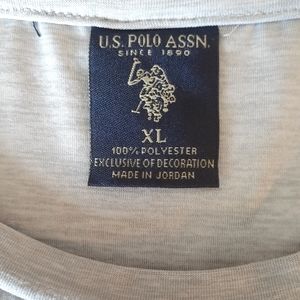 U.S. POLO ASSN.
SINCE 1890
XL
100% POLYESTER
EXCLUSIVE OF DECORATION
MADE IN JORDAN